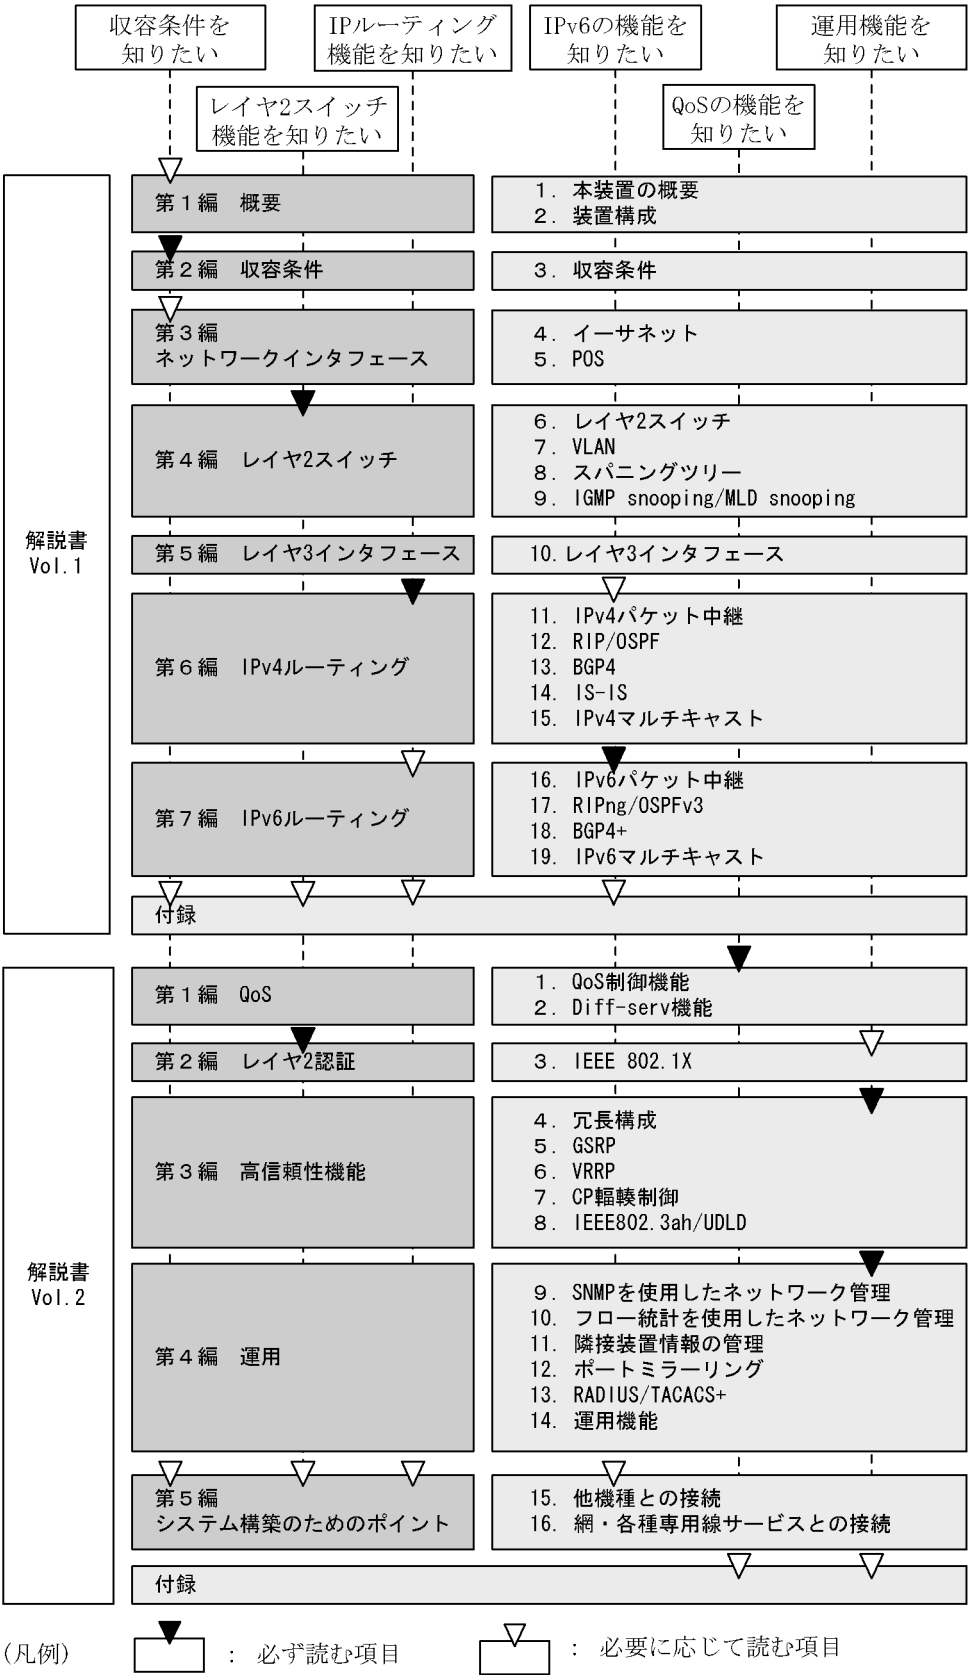 収容条件を
知りたい
IPルーティング
機能を知りたい
IPv6の機能を
知りたい
運用機能を
知りたい
レイヤ2スイッチ
機能を知りたい
QoSの機能を
知りたい
解説書
Vol.1
第1編 概要
1. 本装置の概要
2. 装置構成
第2編 収容条件
3. 収容条件
第3編
ネットワークインタフェース
4. イーサネット
5. POS
第4編 レイヤ2スイッチ
6. レイヤ2スイッチ
7. VLAN
8. スパニングツリー
9. IGMP snooping/MLD snooping
第5編 レイヤ3インタフェース
10. レイヤ3インタフェース
第6編 IPv4ルーティング
11. IPv4パケット中継
12. RIP/OSPF
13. BGP4
14. IS-IS
15. IPv4マルチキャスト
第7編 IPv6ルーティング
16. IPv6パケット中継
17. RIPng/OSPFv3
18. BGP4+
19. IPv6マルチキャスト
付録
解説書
Vol.2
第1編 QoS
1. QoS制御機能
2. Diff-serv機能
第2編 レイヤ2認証
3. IEEE 802.1X
第3編 高信頼性機能
4. 冗長構成
5. GSRP
6. VRRP
7. CP輻輳制御
8. IEEE802.3ah/UDLD
第4編 運用
9. SNMPを使用したネットワーク管理
10. フロー統計を使用したネットワーク管理
11. 隣接装置情報の管理
12. ポートミラーリング
13. RADIUS/TACACS+
14. 運用機能
第5編
システム構築のためのポイント
15. 他機種との接続
16. 網・各種専用線サービスとの接続
付録
(凡例)
: 必ず読む項目
: 必要に応じて読む項目